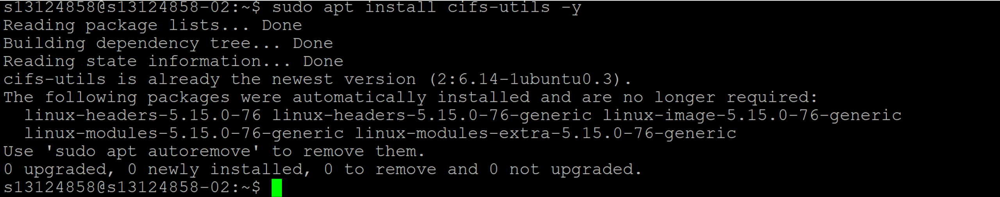 s13124858@s13124858-02:~$ sudo apt install cifs-utils -y
Reading package lists... Done
Building dependency tree... Done
Reading state information... Done
cifs-utils is already the newest version (2:6.14-1ubuntu0.3).
The following packages were automatically installed and are no longer required:
  linux-headers-5.15.0-76 linux-headers-5.15.0-76-generic linux-image-5.15.0-76-generic
  linux-modules-5.15.0-76-generic linux-modules-extra-5.15.0-76-generic
Use 'sudo apt autoremove' to remove them.
0 upgraded, 0 newly installed, 0 to remove and 0 not upgraded.
s13124858@s13124858-02:~$